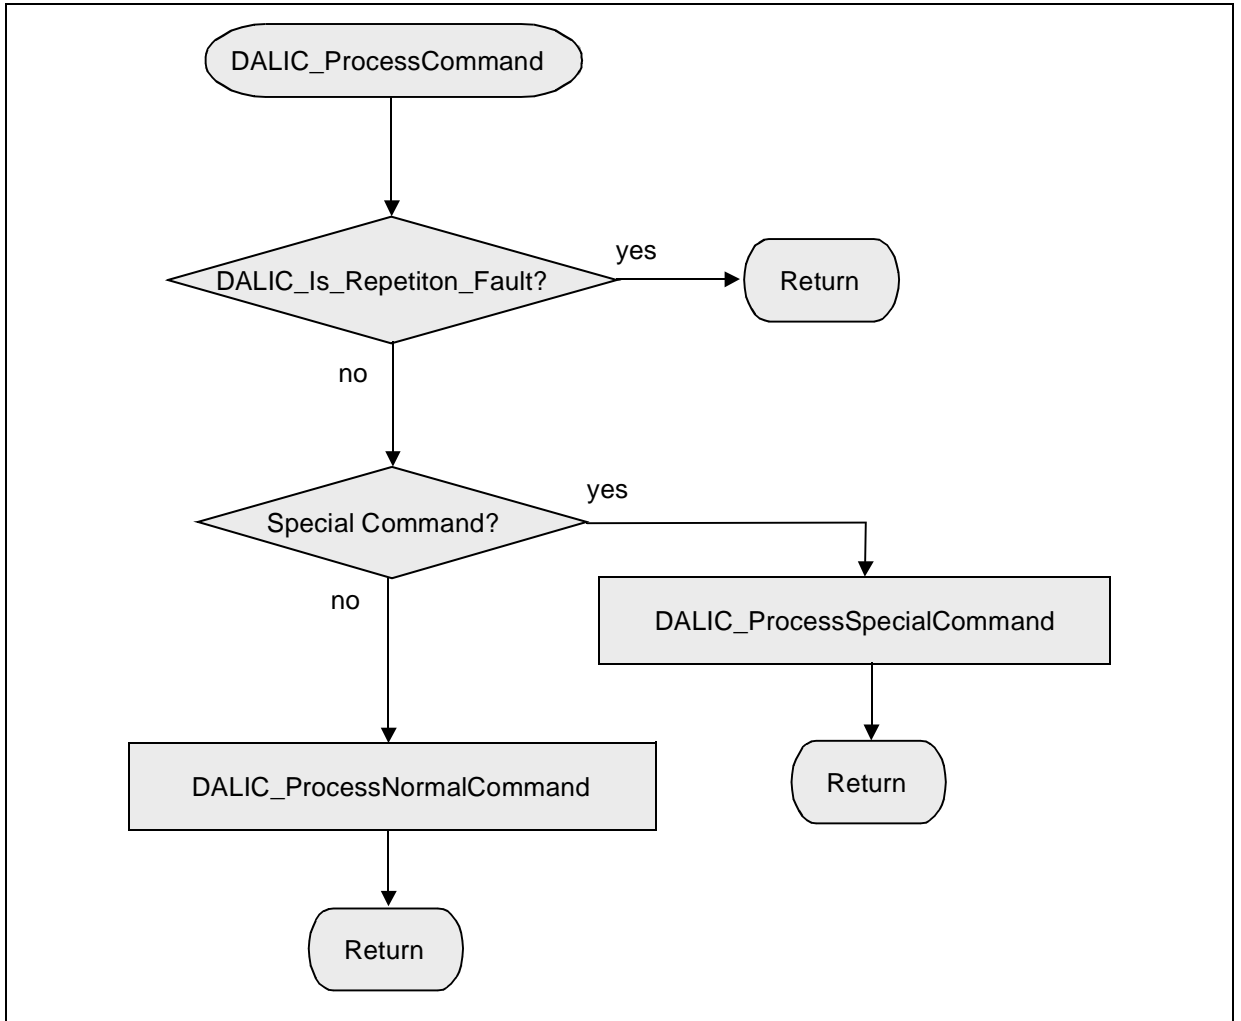 DALIC_ProcessCommand
yes
DALIC_Is_Repetiton_Fault?
Return
no
yes
Special Command?
no
DALIC_ProcessSpecialCommand
DALIC_ProcessNormalCommand
Return
Return